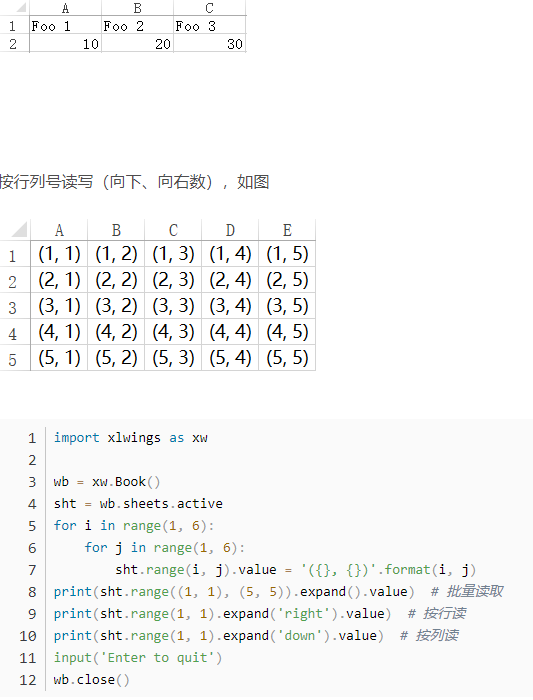 A B C
1 Foo 1 Foo 2 Foo 3
2 10 20 30
按行列号读写（向下、向右数），如图
A B C D E
1 (1, 1) (1, 2) (1, 3) (1, 4) (1, 5)
2 (2, 1) (2, 2) (2, 3) (2, 4) (2, 5)
3 (3, 1) (3, 2) (3, 3) (3, 4) (3, 5)
4 (4, 1) (4, 2) (4, 3) (4, 4) (4, 5)
5 (5, 1) (5, 2) (5, 3) (5, 4) (5, 5)
1 import xlwings as xw
2
3 wb = xw.Book()
4 sht = wb.sheets.active
5 for i in range(1, 6):
6     for j in range(1, 6):
7         sht.range(i, j).value = '({}, {})'.format(i, j)
8 print(sht.range((1, 1), (5, 5)).expand().value)  # 批量读取
9 print(sht.range(1, 1).expand('right').value)  # 按行读
10 print(sht.range(1, 1).expand('down').value)  # 按列读
11 input('Enter to quit')
12 wb.close()